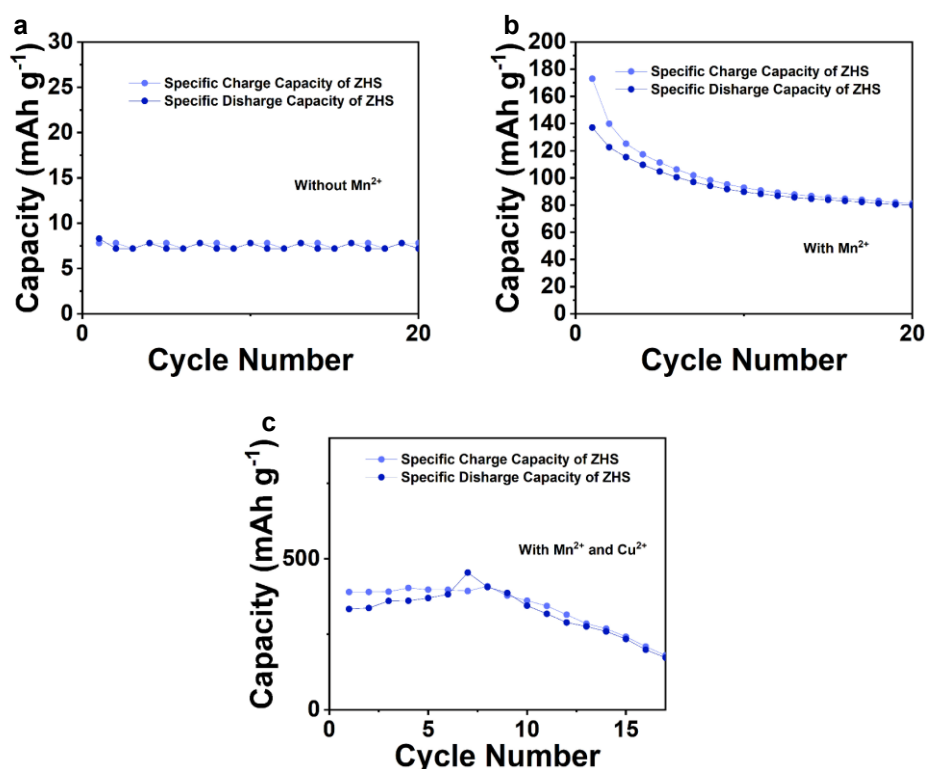 a
30
25
20
15
10
5
0
Capacity (mAh g⁻¹)
Specific Charge Capacity of ZHS
Specific Disharge Capacity of ZHS
Without Mn²⁺
0
20
Cycle Number
b
200
180
160
140
120
100
80
60
40
20
0
Capacity (mAh g⁻¹)
Specific Charge Capacity of ZHS
Specific Disharge Capacity of ZHS
With Mn²⁺
0
20
Cycle Number
c
500
0
Capacity (mAh g⁻¹)
Specific Charge Capacity of ZHS
Specific Disharge Capacity of ZHS
With Mn²⁺ and Cu²⁺
0
5
10
15
Cycle Number